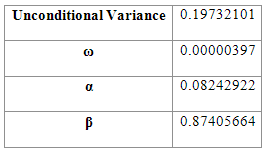 Unconditional Variance 0.19732101
ω 0.00000397
α 0.08242922
β 0.87405664